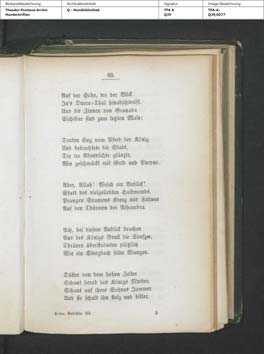 Bestandsbezeichnung
Archivalieneinheit
Signatur
Image-Bezeichnung
Theodor-Fontane-Archiv
Handschriften
Q - Handbibliothek
TFA A
Q39
TFA-A-
Q39_0077
65
Auf der Höhe, wo der Blick
In's Duero-Thal hinabschweift,
Und die Zinnen von Granada
Sichtbar sind zum letzten Male:
Dorten stieg vom Pferd der König
Und betrachtete die Stadt,
Die im Abendlichte glänzte,
Wie geschmückt mit Gold und Purpur.
Aber, Allah! Welch ein Anblick!
Statt des vielgeliebten Halbmonds,
Prangen Spaniens Kreuz und Fahnen
Auf den Thürmen der Alhambra.
Ach, bei diesem Anblick brachen
Aus des Königs Brust die Seufzer,
Thränen überströmten plötzlich
Wie ein Sturzbach seine Wangen.
Düster von dem hohen Zelter
Schaut herab des Königs Mutter,
Schaut auf ihres Sohnes Jammer
Und sie schalt ihn stolz und bitter.
Heine, Gedichte III.
5